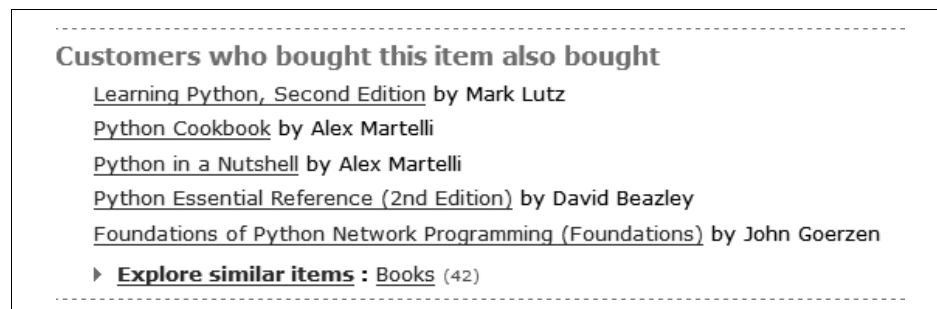 Customers who bought this item also bought
Learning Python, Second Edition by Mark Lutz
Python Cookbook by Alex Martelli
Python in a Nutshell by Alex Martelli
Python Essential Reference (2nd Edition) by David Beazley
Foundations of Python Network Programming (Foundations) by John Goerzen
Explore similar items : Books (42)